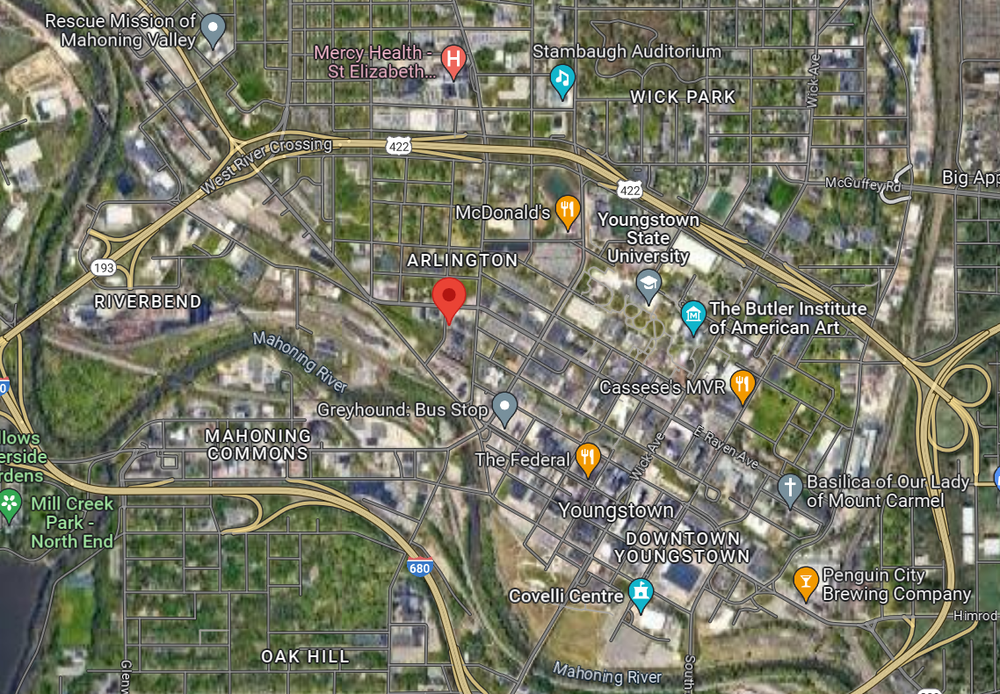 Rescue Mission of
Mahoning Valley
Mercy Health -
St Elizabeth...
Stambaugh Auditorium
WICK PARK
Wick Ave
422
West River Crossing
McGuffey Rd
Big App
422
McDonald's
Youngstown
State
University
193
ARLINGTON
RIVERBEND
The Butler Institute
of American Art
Mahoning River
Cassese's MVR
Greyhound: Bus Stop
MAHONING
COMMONS
E Rayen Ave
The Federal
Wick Ave
llows
erside
rdens
Mill Creek
Park -
North End
Basilica of Our Lady
of Mount Carmel
Youngstown
DOWNTOWN
YOUNGSTOWN
680
Covelli Centre
Penguin City
Brewing Company
Himrod
OAK HILL
Glenw
Mahoning River
South